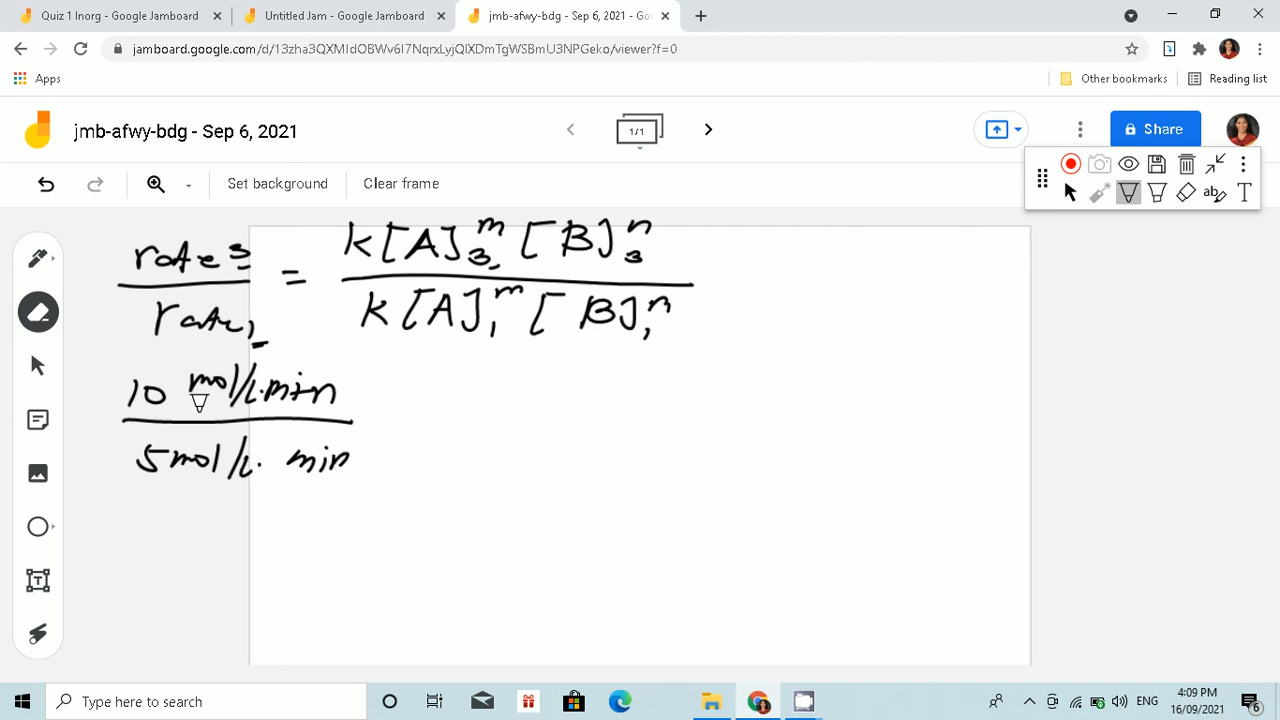 Quiz 1 Inorg - Google Jamboard
Untitled Jam - Google Jamboard
jmb-afwy-bdg - Sep 6, 2021 - Go
jamboard.google.com/d/13zha3QXMIdOBWv6I7NqrxLyjQlXDmTgWSBmU3NPGeko/viewer?f=0
Apps
Other bookmarks
Reading list
jmb-afwy-bdg - Sep 6, 2021
1/1
Share
Set background
Clear frame
rate3 = k[A]3^m [B]3^n
rate1 k[A]1^m [B]1^n
10 mol/L.min
5 mol/L. min
Type here to search
ENG
4:09 PM
16/09/2021
6